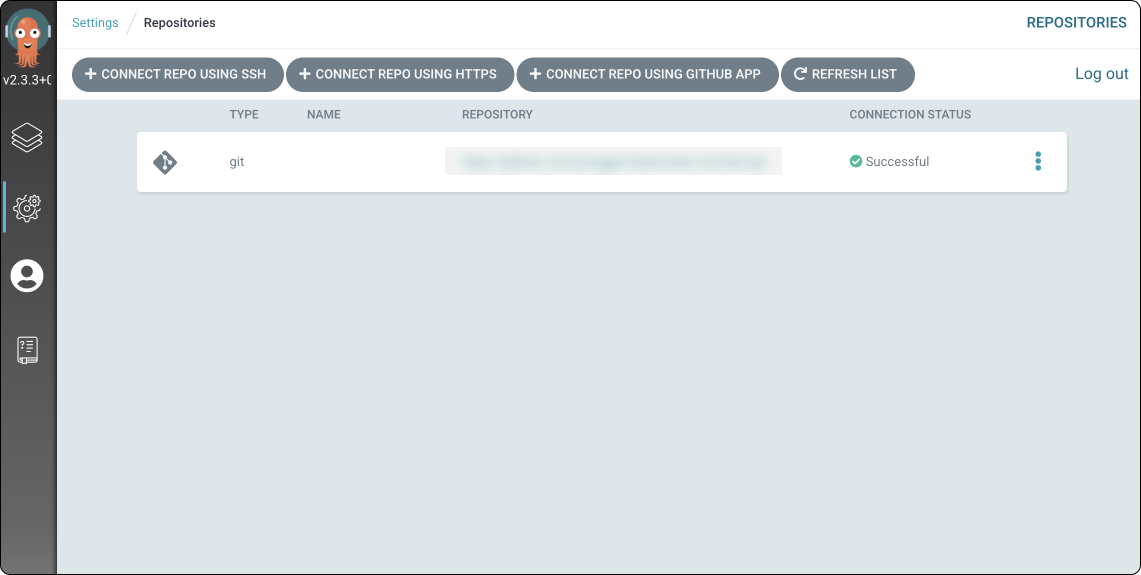 Settings / Repositories
REPOSITORIES
v2.3.3+0
CONNECT REPO USING SSH
CONNECT REPO USING HTTPS
CONNECT REPO USING GITHUB APP
REFRESH LIST
Log out
TYPE NAME REPOSITORY CONNECTION STATUS
git Successful